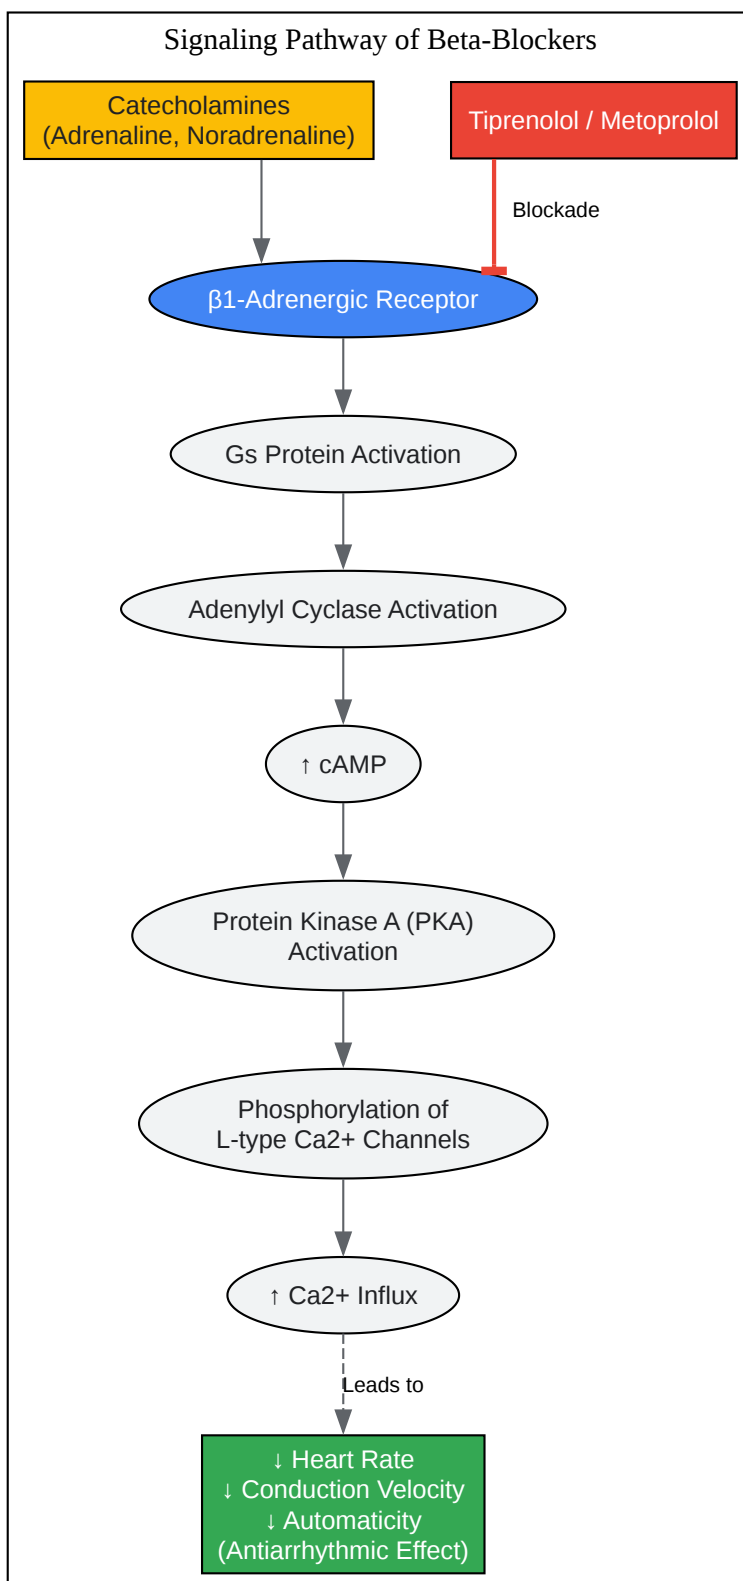 Signaling Pathway of Beta-Blockers
Catecholamines
(Adrenaline, Noradrenaline)
Tiprenolol / Metoprolol
Blockade
β1-Adrenergic Receptor
Gs Protein Activation
Adenylyl Cyclase Activation
↑ cAMP
Protein Kinase A (PKA)
Activation
Phosphorylation of
L-type Ca2+ Channels
↑ Ca2+ Influx
Leads to
↓ Heart Rate
↓ Conduction Velocity
↓ Automaticity
(Antiarrhythmic Effect)